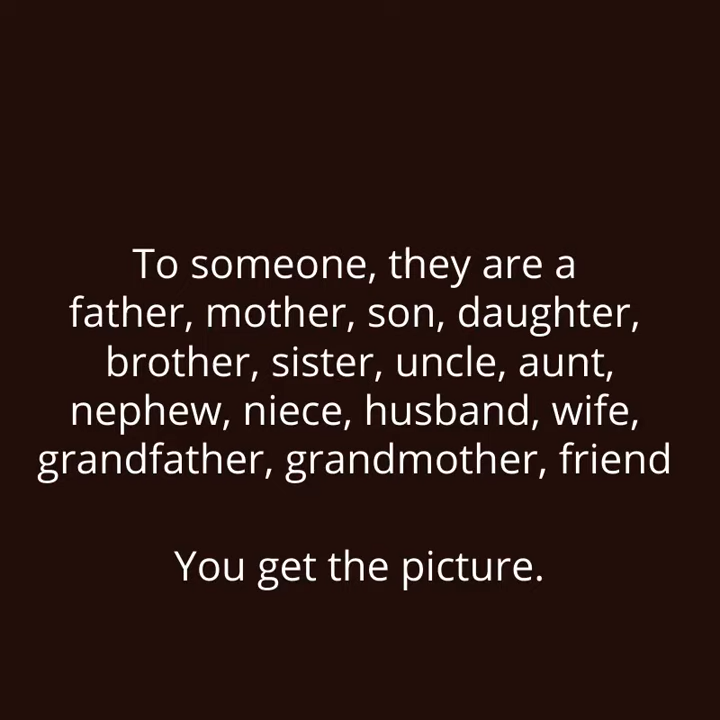 To someone, they are a
father, mother, son, daughter,
brother, sister, uncle, aunt,
nephew, niece, husband, wife,
grandfather, grandmother, friend
You get the picture.